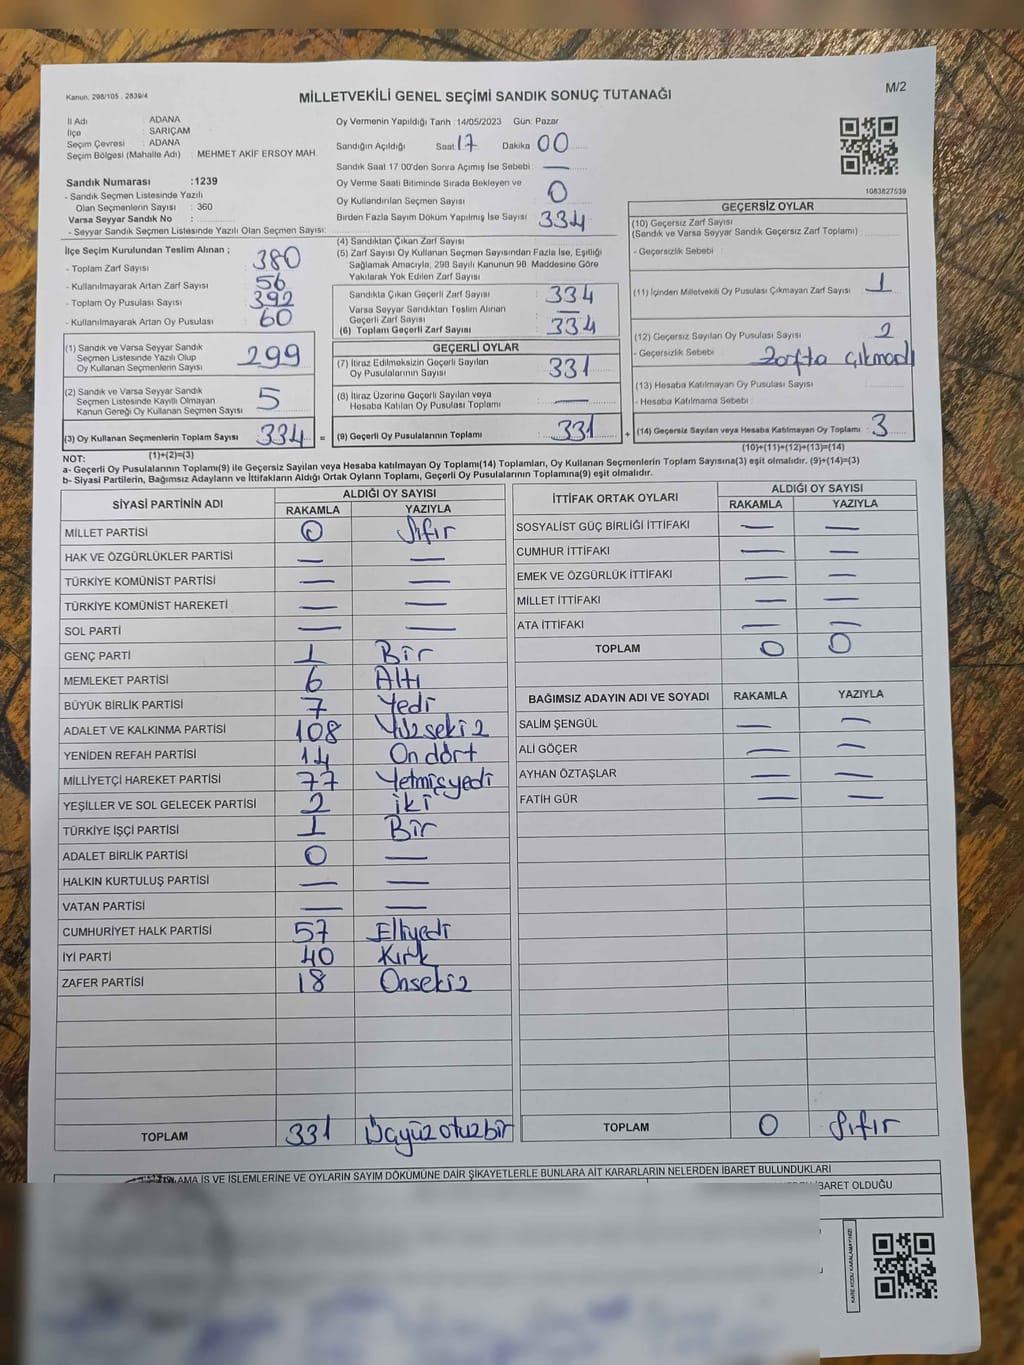 Kanun, 298/105 , 2839/4
M/2
MİLLETVEKİLİ GENEL SEÇİMİ SANDIK SONUÇ TUTANAĞI
İl Adı : ADANA
İlçe : SARIÇAM
Seçim Çevresi : ADANA
Seçim Bölgesi (Mahalle Adı) : MEHMET AKİF ERSOY MAH.
Sandık Numarası :1239
- Sandık Seçmen Listesinde Yazılı
Olan Seçmenlerin Sayısı : 360
Varsa Seyyar Sandık No :
- Seyyar Sandık Seçmen Listesinde Yazılı Olan Seçmen Sayısı:
Oy Vermenin Yapıldığı Tarih :14/05/2023 Gün: Pazar
Sandığın Açıldığı Saat 17 Dakika 00
Sandık Saat 17.00'den Sonra Açılmış İse Sebebi : —
Oy Verme Saati Bitiminde Sırada Bekleyen ve
Oy Kullandırılan Seçmen Sayısı : 0
Birden Fazla Sayım Döküm Yapılmış İse Sayısı : 334
1083827539
İlçe Seçim Kurulundan Teslim Alınan ;
- Toplam Zarf Sayısı : 380
- Kullanılmayarak Artan Zarf Sayısı : 56
- Toplam Oy Pusulası Sayısı : 392
- Kullanılmayarak Artan Oy Pusulası : 60
(1) Sandık ve Varsa Seyyar Sandık
Seçmen Listesinde Yazılı Olup
Oy Kullanan Seçmenlerin Sayısı : 299
(2) Sandık ve Varsa Seyyar Sandık
Seçmen Listesinde Kayıtlı Olmayan
Kanun Gereği Oy Kullanan Seçmen Sayısı : 5
(3) Oy Kullanan Seçmenlerin Toplam Sayısı : 334 =
(1)+(2)=(3)
(4) Sandıktan Çıkan Zarf Sayısı :
(5) Zarf Sayısı Oy Kullanan Seçmen Sayısından Fazla İse, Eşitliği
Sağlamak Amacıyla, 298 Sayılı Kanunun 98. Maddesine Göre
Yakılarak Yok Edilen Zarf Sayısı :
Sandıkta Çıkan Geçerli Zarf Sayısı : 334
Varsa Seyyar Sandıktan Teslim Alınan
Geçerli Zarf Sayısı : —
(6) Toplam Geçerli Zarf Sayısı : 334
GEÇERLİ OYLAR
(7) İtiraz Edilmeksizin Geçerli Sayılan
Oy Pusulalarının Sayısı : 331
(8) İtiraz Üzerine Geçerli Sayılan veya
Hesaba Katılan Oy Pusulası Toplamı : —
(9) Geçerli Oy Pusulalarının Toplamı : 331 +
GEÇERSİZ OYLAR
(10) Geçersiz Zarf Sayısı
(Sandık ve Varsa Seyyar Sandık Geçersiz Zarf Toplamı) :
- Geçersizlik Sebebi :
(11) İçinden Milletvekili Oy Pusulası Çıkmayan Zarf Sayısı : 1
(12) Geçersiz Sayılan Oy Pusulası Sayısı : 2
- Geçersizlik Sebebi : Zarfta çıkmadı
(13) Hesaba Katılmayan Oy Pusulası Sayısı :
- Hesaba Katılmama Sebebi :
(14) Geçersiz Sayılan veya Hesaba Katılmayan Oy Toplamı : 3
(10)+(11)+(12)+(13)=(14)
NOT:
a- Geçerli Oy Pusulalarının Toplamı(9) ile Geçersiz Sayılan veya Hesaba katılmayan Oy Toplamı(14) Toplamları, Oy Kullanan Seçmenlerin Toplam Sayısına(3) eşit olmalıdır. (9)+(14)=(3)
b- Siyasi Partilerin, Bağımsız Adayların ve İttifakların Aldığı Ortak Oyların Toplamı, Geçerli Oy Pusulalarının Toplamına(9) eşit olmalıdır.
SİYASİ PARTİNİN ADI ALDIĞI OY SAYISI
RAKAMLA YAZIYLA
MİLLET PARTİSİ 0 Sıfır
HAK VE ÖZGÜRLÜKLER PARTİSİ — —
TÜRKİYE KOMÜNİST PARTİSİ — —
TÜRKİYE KOMÜNİST HAREKETİ — —
SOL PARTİ — —
GENÇ PARTİ 1 Bir
MEMLEKET PARTİSİ 6 Altı
BÜYÜK BİRLİK PARTİSİ 7 Yedi
ADALET VE KALKINMA PARTİSİ 108 Yüzsekiz
YENİDEN REFAH PARTİSİ 14 On dört
MİLLİYETÇİ HAREKET PARTİSİ 77 Yetmişyedi
YEŞİLLER VE SOL GELECEK PARTİSİ 2 iki
TÜRKİYE İŞÇİ PARTİSİ 1 Bir
ADALET BİRLİK PARTİSİ 0 —
HALKIN KURTULUŞ PARTİSİ — —
VATAN PARTİSİ — —
CUMHURİYET HALK PARTİSİ 57 Elliyedi
İYİ PARTİ 40 Kırk
ZAFER PARTİSİ 18 Onsekiz
TOPLAM 331 Üçyüzotuzbir
İTTİFAK ORTAK OYLARI ALDIĞI OY SAYISI
RAKAMLA YAZIYLA
SOSYALİST GÜÇ BİRLİĞİ İTTİFAKI — —
CUMHUR İTTİFAKI — —
EMEK VE ÖZGÜRLÜK İTTİFAKI — —
MİLLET İTTİFAKI — —
ATA İTTİFAKI — —
TOPLAM 0 0
BAĞIMSIZ ADAYIN ADI VE SOYADI RAKAMLA YAZIYLA
SALİM ŞENGÜL — —
ALİ GÖÇER — —
AYHAN ÖZTAŞLAR — —
FATİH GÜR — —
TOPLAM 0 Sıfır
İŞ VE İŞLEMLERİNE VE OYLARIN SAYIM DÖKÜMÜNE DAİR ŞİKAYETLERLE BUNLARA AİT KARARLARIN NELERDEN İBARET BULUNDUKLARI
İBARET OLDUĞU
KARE KODU KARALAMAYINIZ!